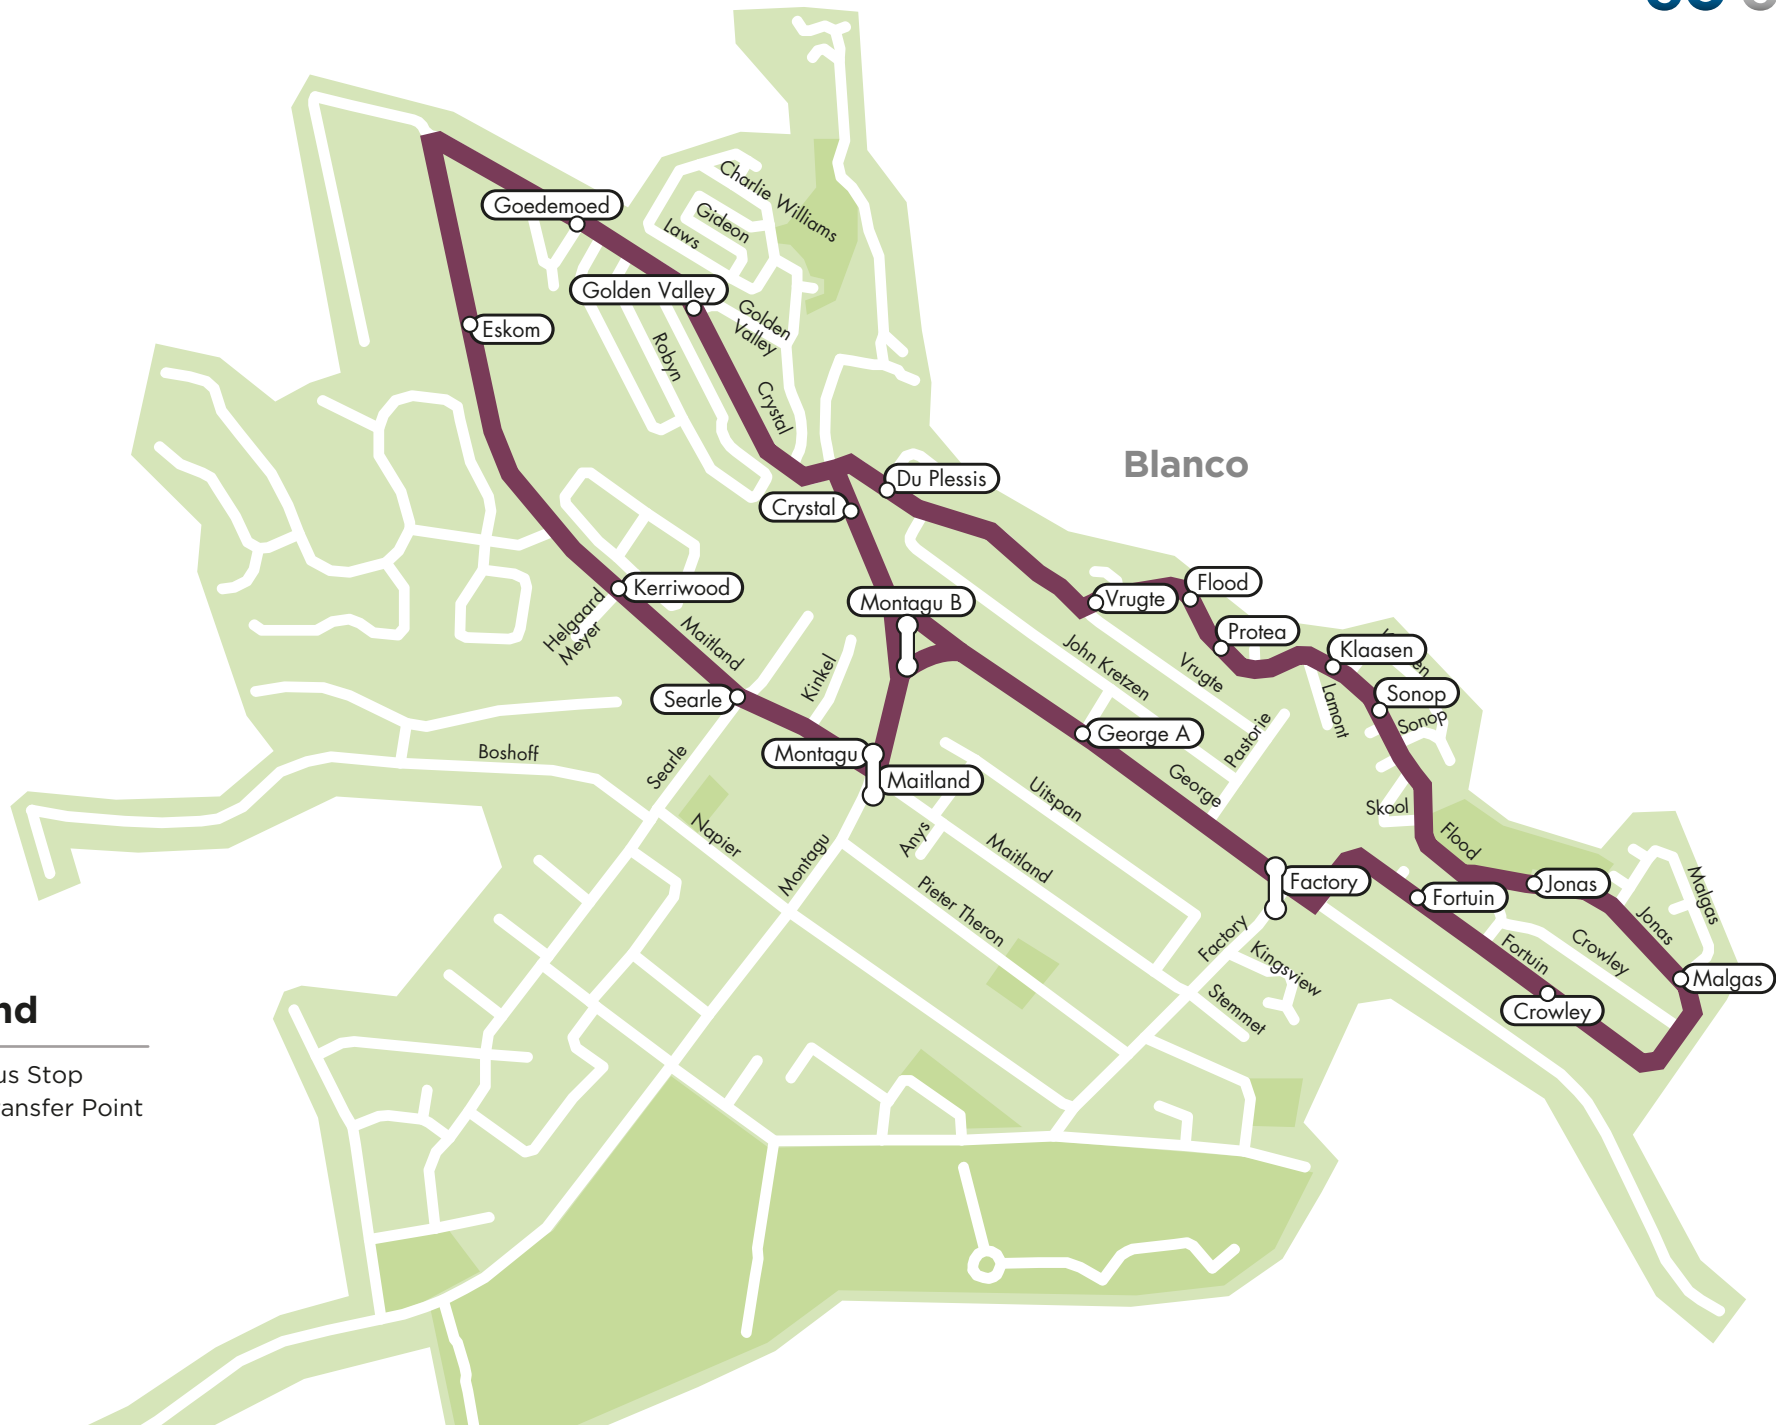 Charlie Williams
Goedemoed
Gideon
Laws
Golden Valley
Golden
Valley
Eskom
Robyn
Crystal
Blanco
Du Plessis
Crystal
Flood
Kerriwood
Vrugte
Montagu B
Helgaard
Meyer
Maitland
Protea
Klaasen
John Kretzen
Vrugte
Kinkel
Searle
Lamont
Sonop
Sonop
George A
Pastorie
Boshoff
Searle
Montagu
Maitland
George
Uitspan
Skool
Napier
Anys
Maitland
Flood
Montagu
Factory
Jonas
Fortuin
Malgas
Pieter Theron
Jonas
Factory
Crowley
Fortuin
Kingsview
Malgas
Stemmet
Crowley
nd
us Stop
ansfer Point